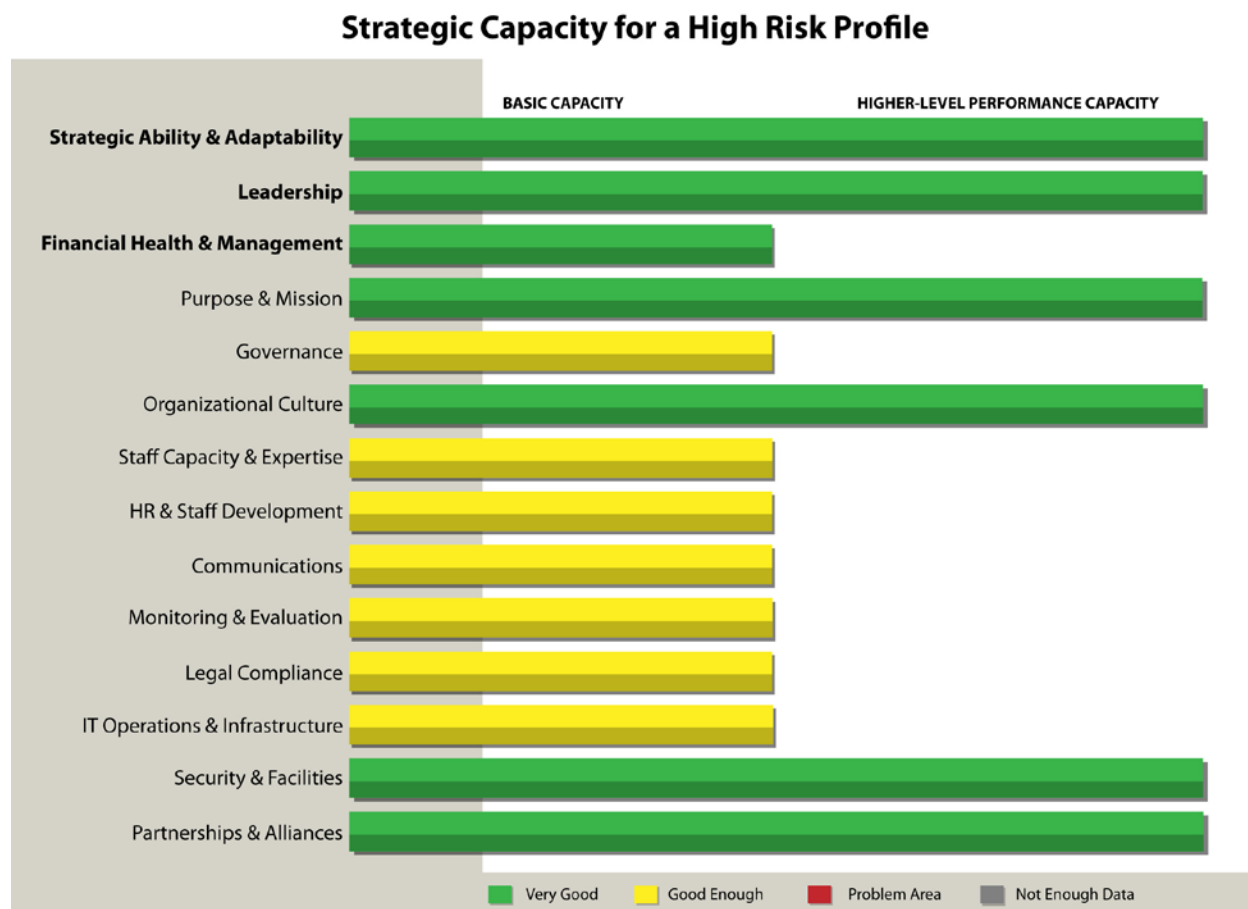 Strategic Capacity for a High Risk Profile
BASIC CAPACITY
HIGHER-LEVEL PERFORMANCE CAPACITY
Strategic Ability & Adaptability
Leadership
Financial Health & Management
Purpose & Mission
Governance
Organizational Culture
Staff Capacity & Expertise
HR & Staff Development
Communications
Monitoring & Evaluation
Legal Compliance
IT Operations & Infrastructure
Security & Facilities
Partnerships & Alliances
Very Good
Good Enough
Problem Area
Not Enough Data